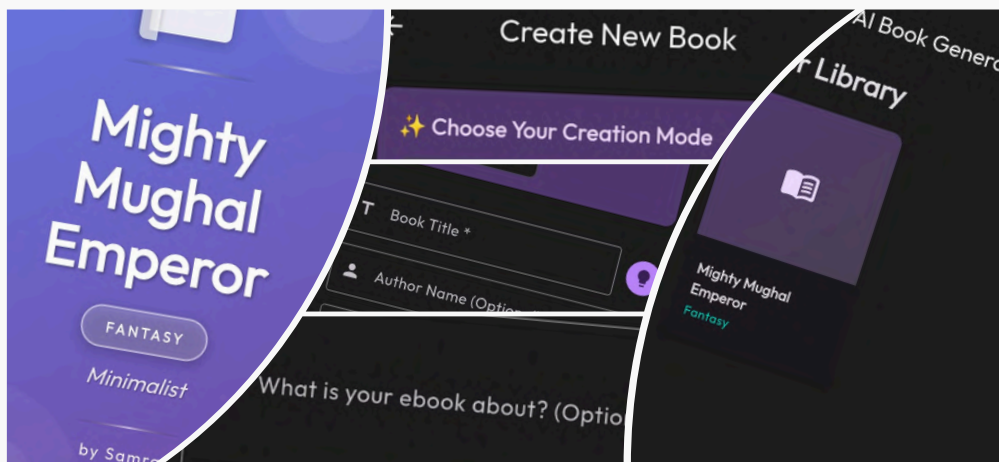 Mighty
Mughal
Emperor
FANTASY
Minimalist
by
Create New Book
✨ Choose Your Creation Mode
Book Title *
Author Name
What is your ebook about?
AI Book
Library
Mighty Mughal
Emperor
Fantasy